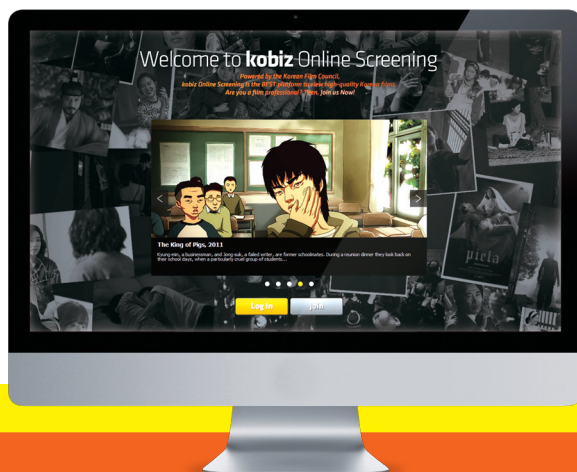 Welcome to kobiz Online Screening
Powered by the Korean Film Council,
kobiz Online Screening is the BEST platform to view high-quality Korean films.
Are you a film professional? Then, Join us Now!
The King of Pigs, 2011
Kyung-min, a businessman, and Jong-suk, a failed writer, are former schoolmates. During a reunion dinner they look back on
their school days, when a particularly cruel group of students...
pieta
Log in
Join